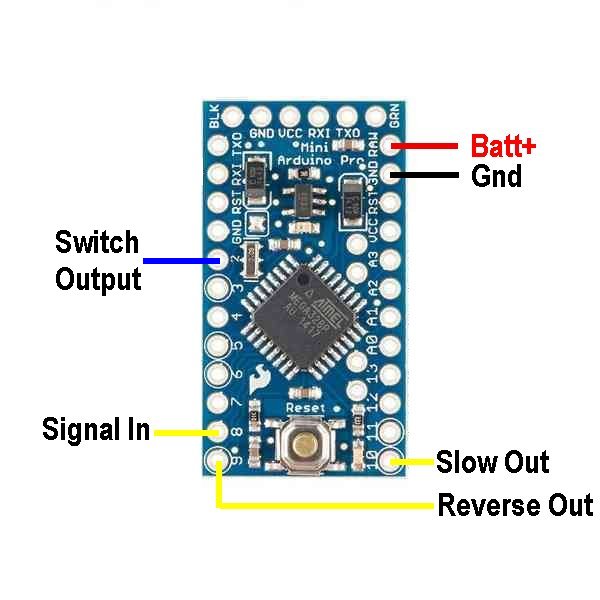 BLK
GRN
GND VCC RXI TXO
Mini
Arduino Pro
TXO
RXI
RST
GND
2
3
4
5
6
7
8
9
RAW
GND
RST
VCC
A3
A2
A1
A0
13
12
11
10
Batt+
Gnd
Switch
Output
ATMEL
MEGA328P
AU 1417
Reset
Signal In
Slow Out
Reverse Out